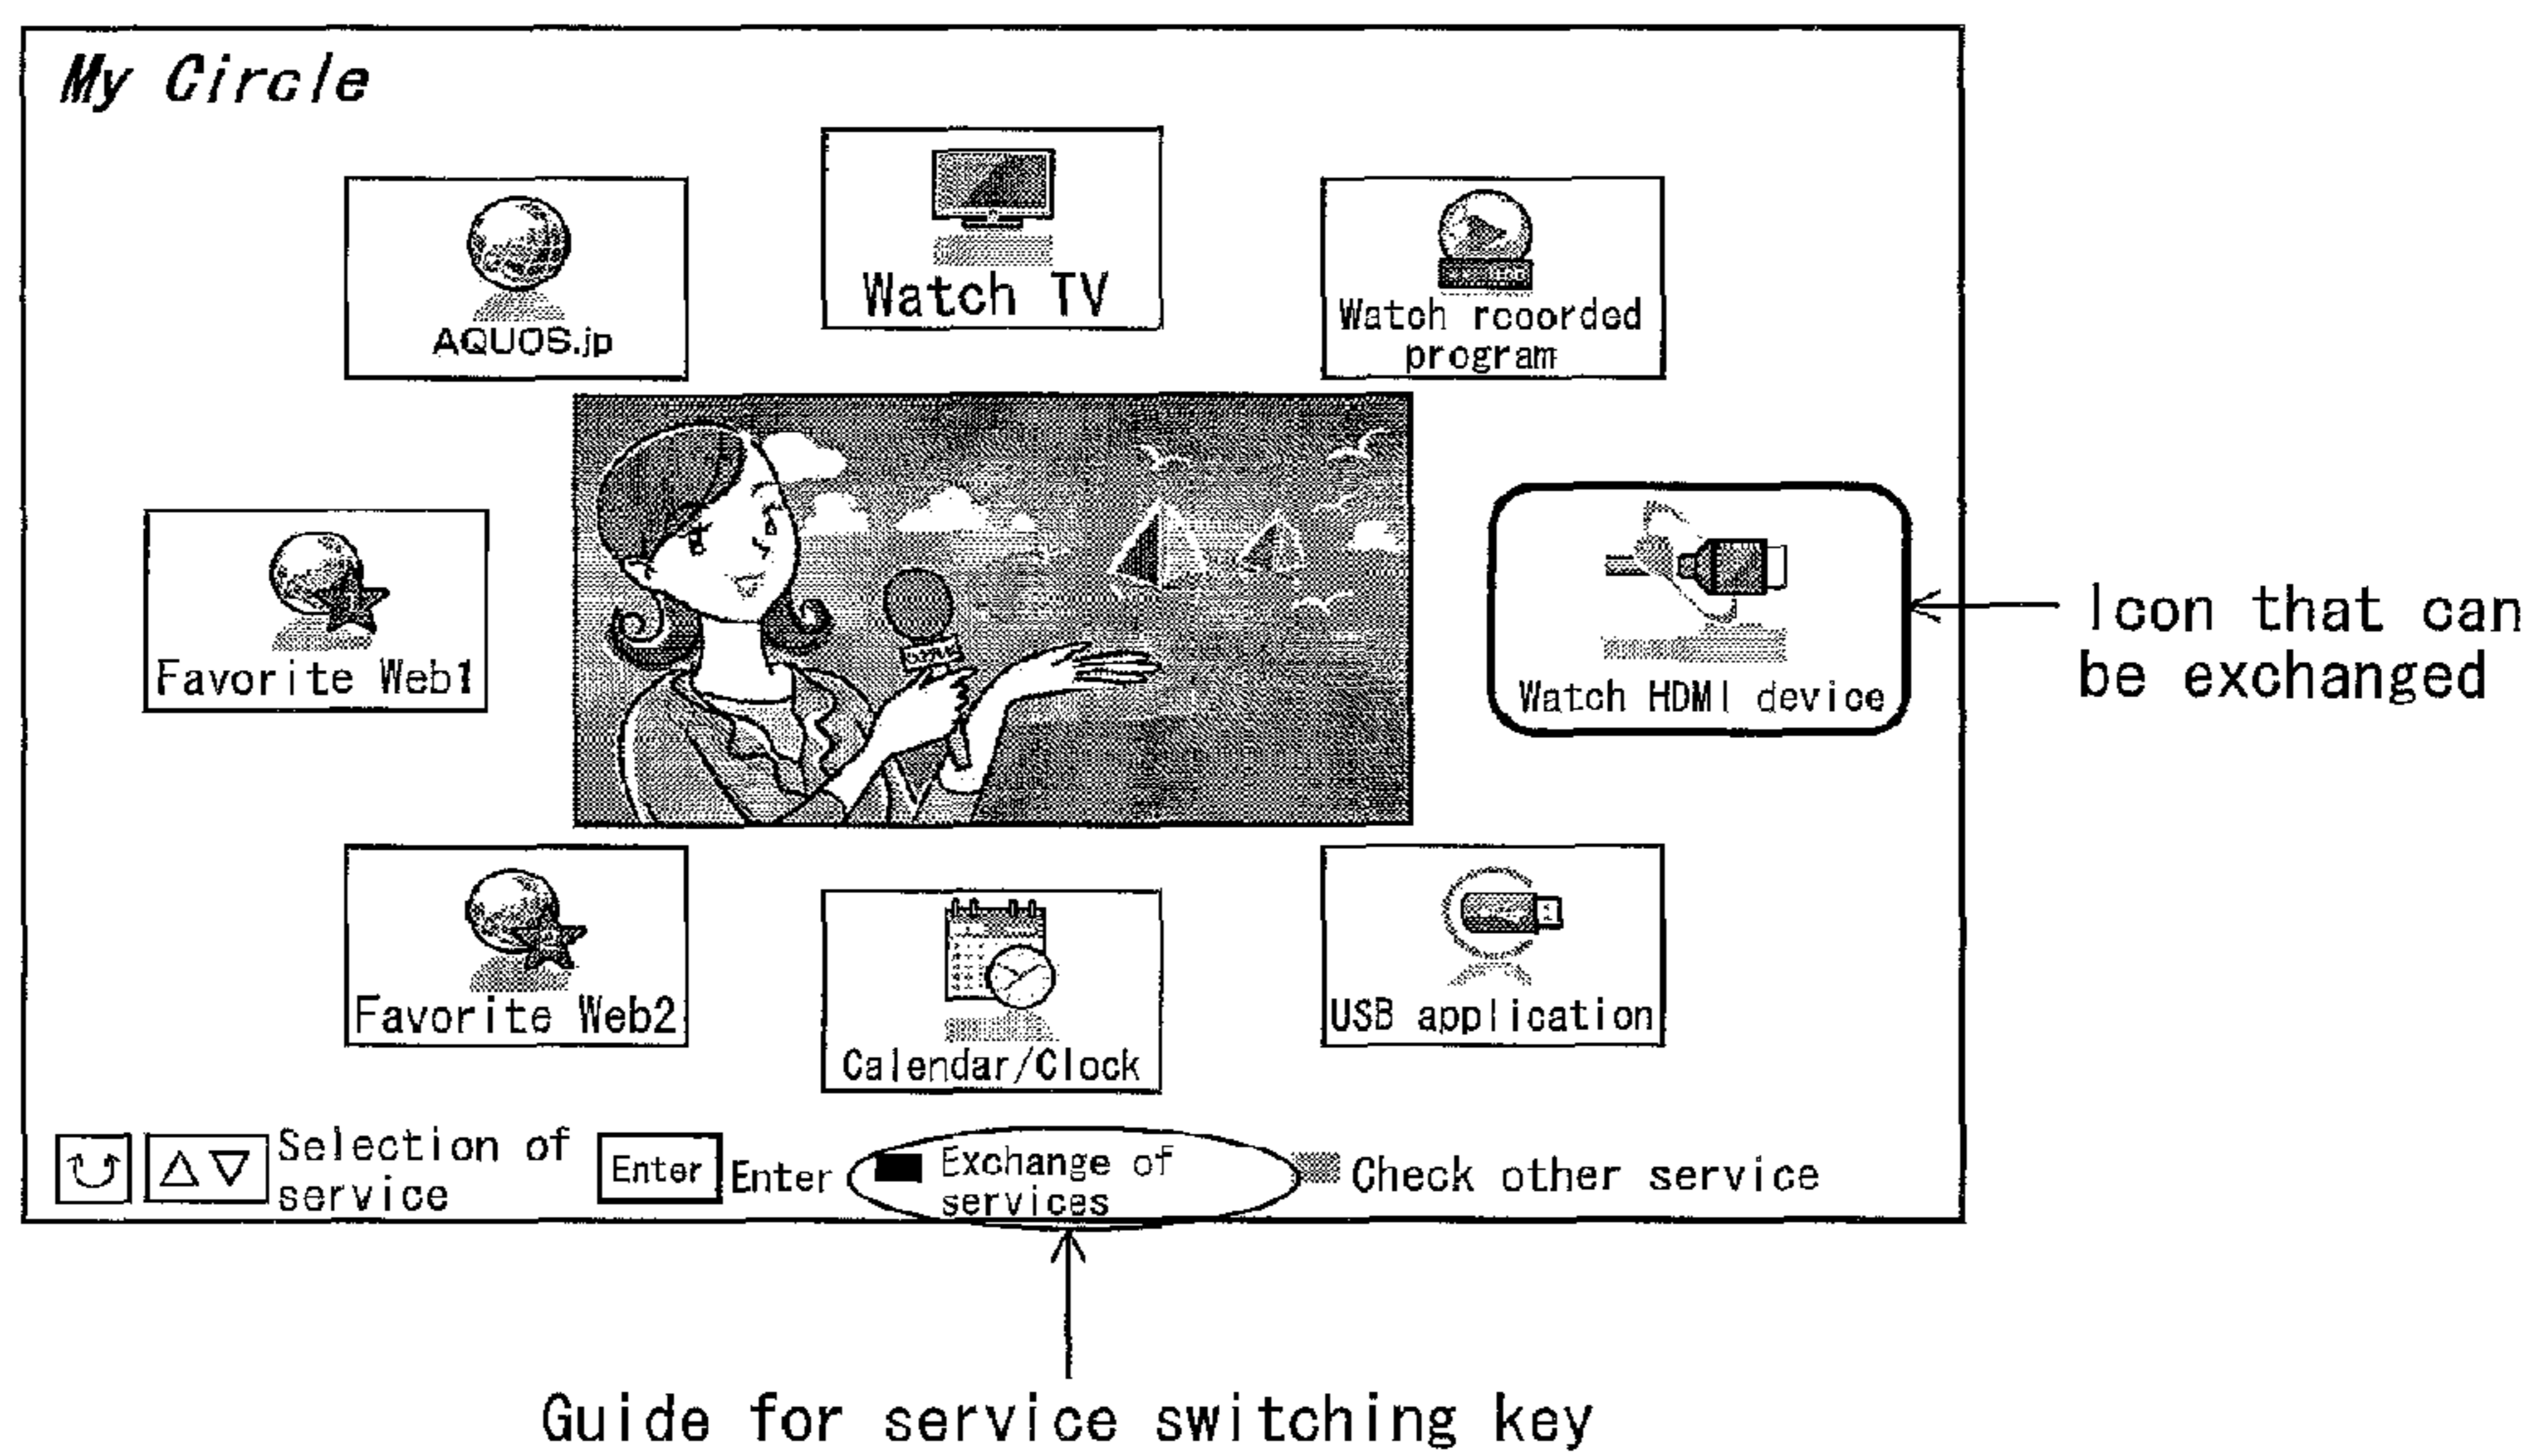 My Circle
AQUOS.jp
Watch TV
Watch recorded
program
Favorite Web1
Watch HDMI device
Icon that can
be exchanged
Favorite Web2
Calendar/Clock
USB application
Selection of
service
Enter
Enter
Exchange of
services
Check other service
Guide for service switching key